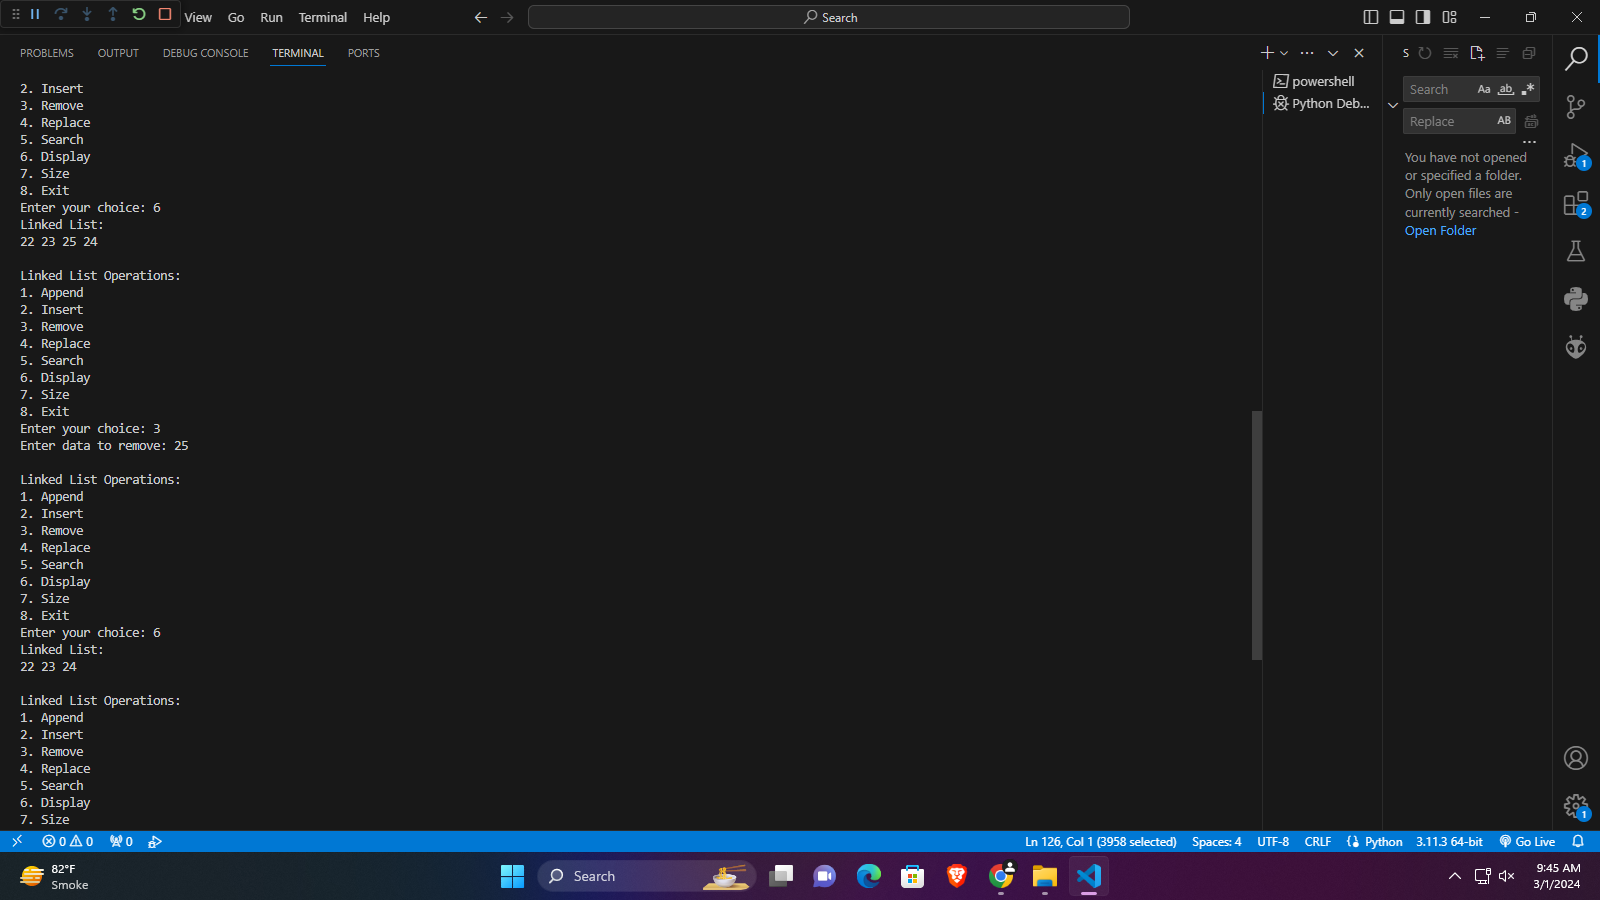 View Go Run Terminal Help
Search
PROBLEMS OUTPUT DEBUG CONSOLE TERMINAL PORTS
2. Insert
3. Remove
4. Replace
5. Search
6. Display
7. Size
8. Exit
Enter your choice: 6
Linked List:
22 23 25 24
Linked List Operations:
1. Append
2. Insert
3. Remove
4. Replace
5. Search
6. Display
7. Size
8. Exit
Enter your choice: 3
Enter data to remove: 25
Linked List Operations:
1. Append
2. Insert
3. Remove
4. Replace
5. Search
6. Display
7. Size
8. Exit
Enter your choice: 6
Linked List:
22 23 24
Linked List Operations:
1. Append
2. Insert
3. Remove
4. Replace
5. Search
6. Display
7. Size
powershell
Python Deb...
S
Search Aa ab
Replace AB
You have not opened
or specified a folder.
Only open files are
currently searched -
Open Folder
1
2
1
0 0 0
Ln 126, Col 1 (3958 selected) Spaces: 4 UTF-8 CRLF Python 3.11.3 64-bit Go Live
82°F
Smoke
Search
9:45 AM
3/1/2024